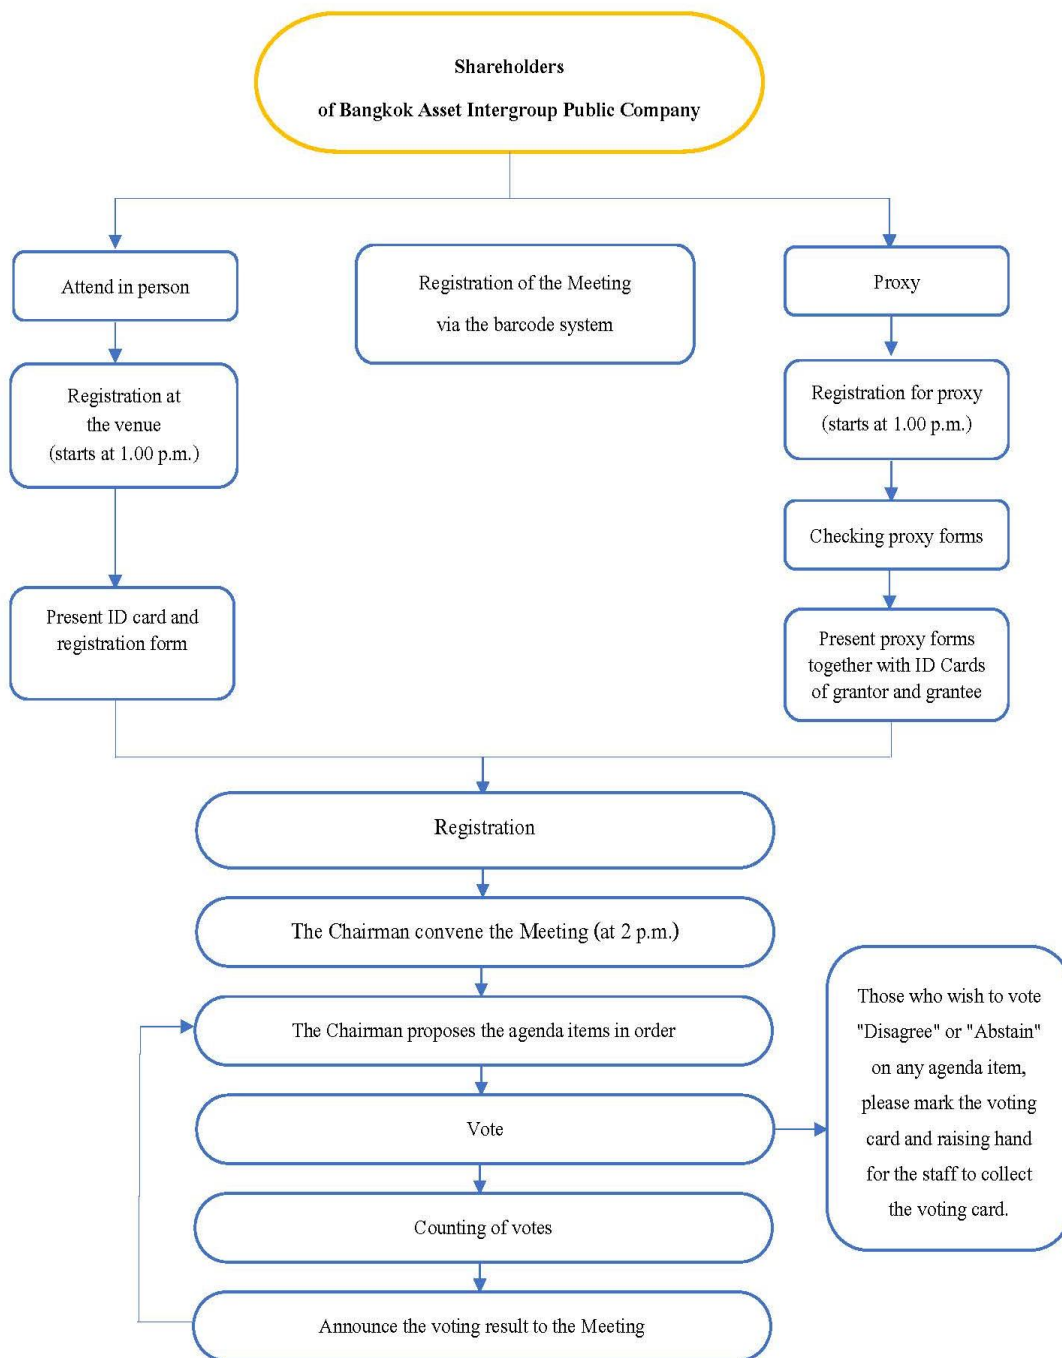 Shareholders
of Bangkok Asset Intergroup Public Company
Attend in person
Registration of the Meeting
via the barcode system
Proxy
Registration at
the venue
(starts at 1.00 p.m.)
Registration for proxy
(starts at 1.00 p.m.)
Checking proxy forms
Present ID card and
registration form
Present proxy forms
together with ID Cards
of grantor and grantee
Registration
The Chairman convene the Meeting (at 2 p.m.)
The Chairman proposes the agenda items in order
Vote
Those who wish to vote
"Disagree" or "Abstain"
on any agenda item,
please mark the voting
card and raising hand
for the staff to collect
the voting card.
Counting of votes
Announce the voting result to the Meeting